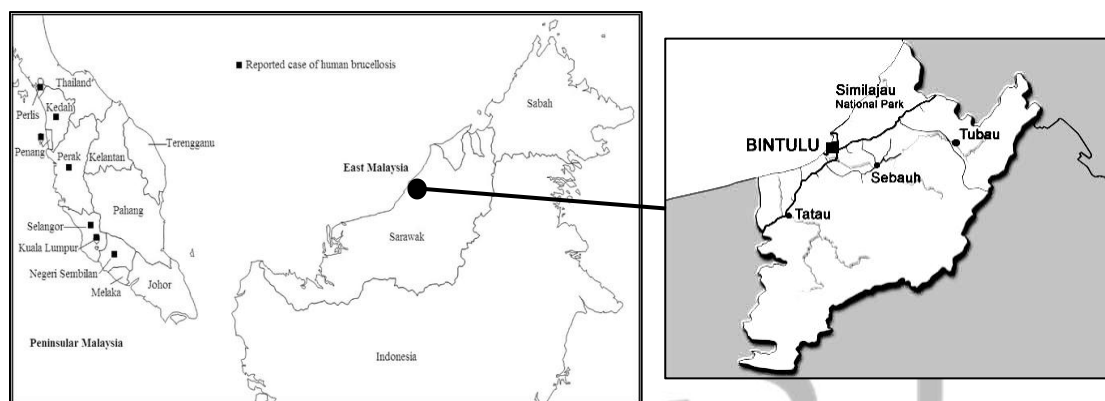 ■ Reported case of human brucellosis
Thailand
Perlis
Kedah
Penang
Perak
Kelantan
Terengganu
Pahang
Selangor
Kuala Lumpur
Negeri Sembilan
Melaka
Johor
Peninsular Malaysia
Sabah
East Malaysia
Sarawak
Indonesia
Similajau
National Park
BINTULU
Tubau
Sebauh
Tatau